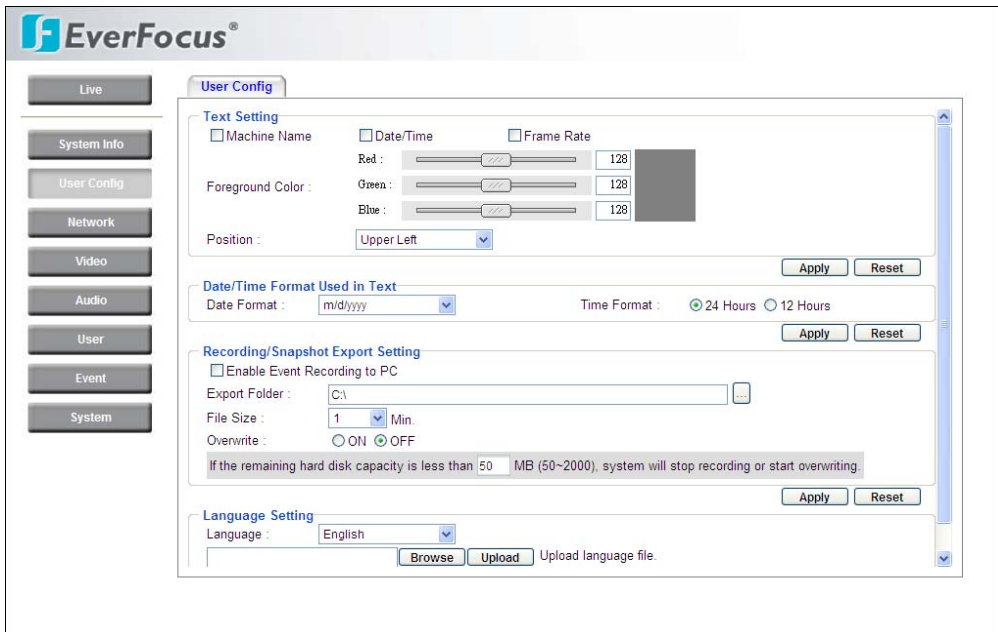 EverFocus®
Live
System Info
User Config
Network
Video
Audio
User
Event
System
User Config
Text Setting
Machine Name Date/Time Frame Rate
Foreground Color :
Red : 128
Green : 128
Blue : 128
Position : Upper Left
Apply Reset
Date/Time Format Used in Text
Date Format : m/d/yyyy Time Format : 24 Hours 12 Hours
Apply Reset
Recording/Snapshot Export Setting
Enable Event Recording to PC
Export Folder : C:\ ...
File Size : 1 Min.
Overwrite : ON OFF
If the remaining hard disk capacity is less than 50 MB (50~2000), system will stop recording or start overwriting.
Apply Reset
Language Setting
Language : English
Browse Upload Upload language file.